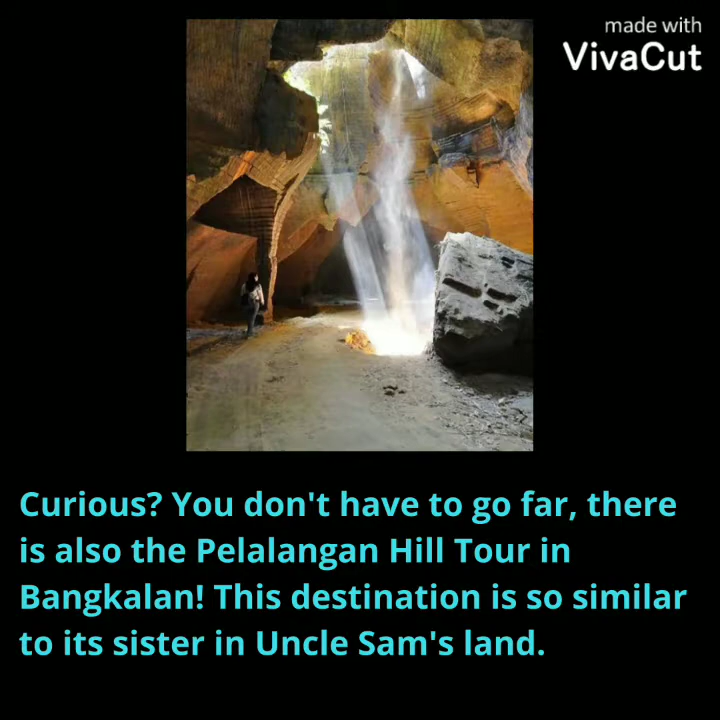 made with
VivaCut
Curious? You don't have to go far, there
is also the Pelalangan Hill Tour in
Bangkalan! This destination is so similar
to its sister in Uncle Sam's land.